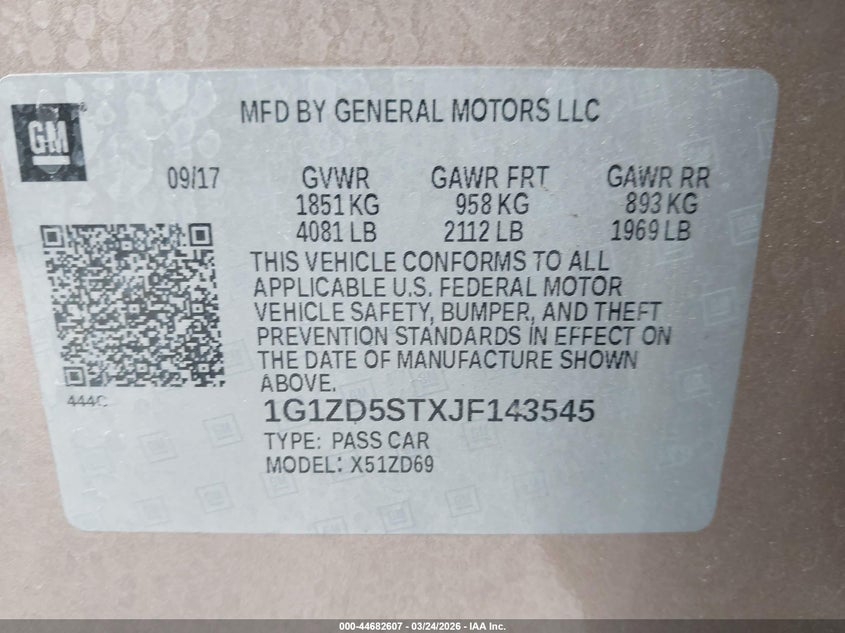 MFD BY GENERAL MOTORS LLC
GM®
09/17 GVWR GAWR FRT GAWR RR
1851 KG 958 KG 893 KG
4081 LB 2112 LB 1969 LB
THIS VEHICLE CONFORMS TO ALL
APPLICABLE U.S. FEDERAL MOTOR
VEHICLE SAFETY, BUMPER, AND THEFT
PREVENTION STANDARDS IN EFFECT ON
THE DATE OF MANUFACTURE SHOWN
ABOVE.
444C
1G1ZD5STXJF143545
TYPE: PASS CAR
MODEL: X51ZD69
000-44682607 - 03/24/2026 - IAA Inc.